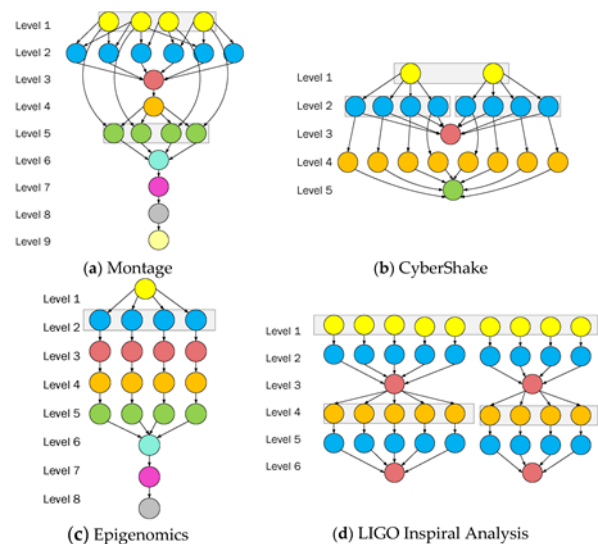 Level 1
Level 2
Level 3
Level 4
Level 5
Level 6
Level 7
Level 8
Level 9
(a) Montage
Level 1
Level 2
Level 3
Level 4
Level 5
(b) CyberShake
Level 1
Level 2
Level 3
Level 4
Level 5
Level 6
Level 7
Level 8
(c) Epigenomics
Level 1
Level 2
Level 3
Level 4
Level 5
Level 6
(d) LIGO Inspiral Analysis